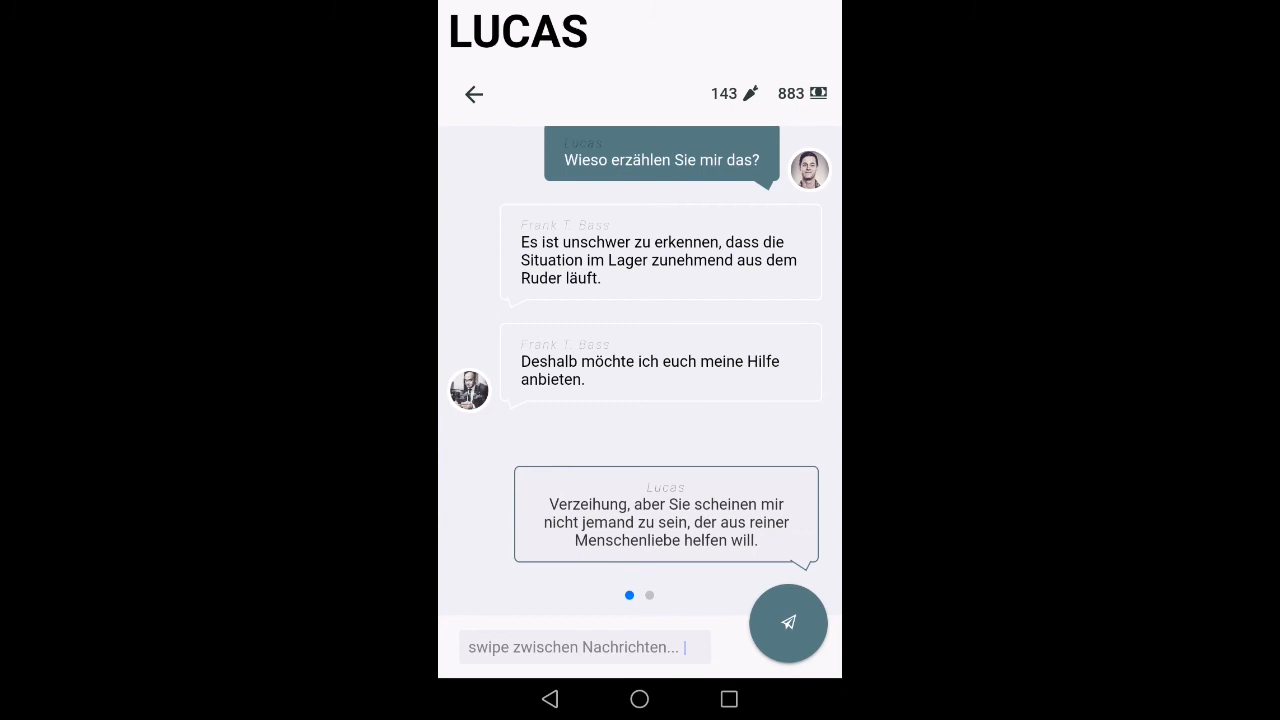 LUCAS
143 883
Lucas
Wieso erzählen Sie mir das?
Frank T. Bass
Es ist unschwer zu erkennen, dass die
Situation im Lager zunehmend aus dem
Ruder läuft.
Frank T. Bass
Deshalb möchte ich euch meine Hilfe
anbieten.
Lucas
Verzeihung, aber Sie scheinen mir
nicht jemand zu sein, der aus reiner
Menschenliebe helfen will.
swipe zwischen Nachrichten...